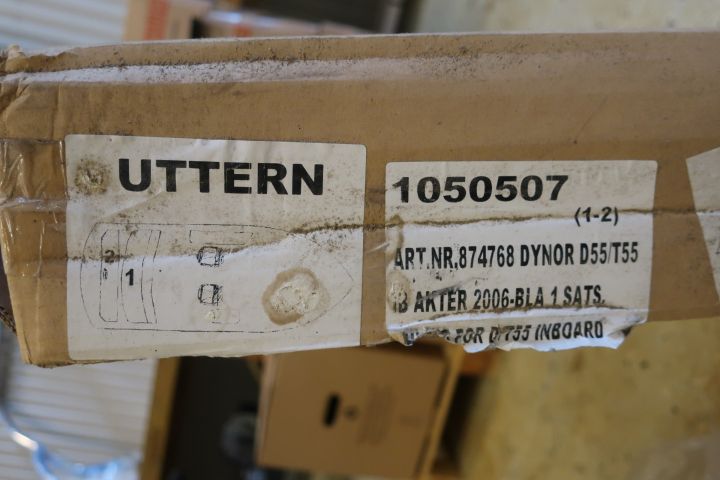 UTTERN
2
1
1050507
(1-2)
ART.NR.874768 DYNOR D55/T55
IB AKTER 2006-BLA 1 SATS.
FOR D/T55 INBOARD